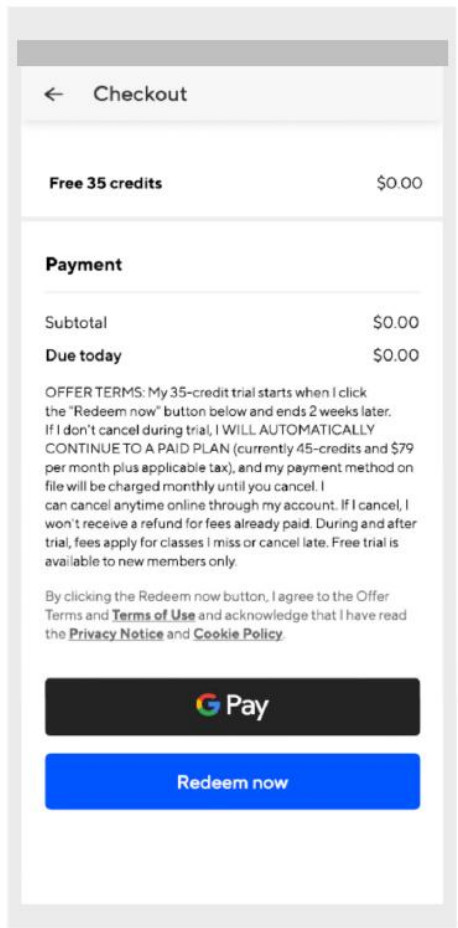 ← Checkout
Free 35 credits $0.00
Payment
Subtotal $0.00
Due today $0.00
OFFER TERMS: My 35-credit trial starts when I click
the "Redeem now" button below and ends 2 weeks later.
If I don't cancel during trial, I WILL AUTOMATICALLY
CONTINUE TO A PAID PLAN (currently 45-credits and $79
per month plus applicable tax), and my payment method on
file will be charged monthly until you cancel. I
can cancel anytime online through my account. If I cancel, I
won't receive a refund for fees already paid. During and after
trial, fees apply for classes I miss or cancel late. Free trial is
available to new members only.
By clicking the Redeem now button, I agree to the Offer
Terms and Terms of Use and acknowledge that I have read
the Privacy Notice and Cookie Policy.
G Pay
Redeem now